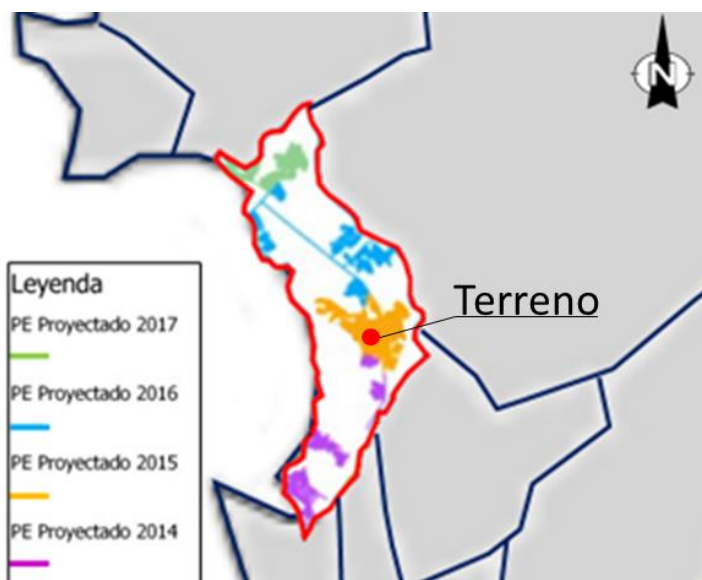 N
Terreno
Leyenda
PE Proyectado 2017
PE Proyectado 2016
PE Proyectado 2015
PE Proyectado 2014